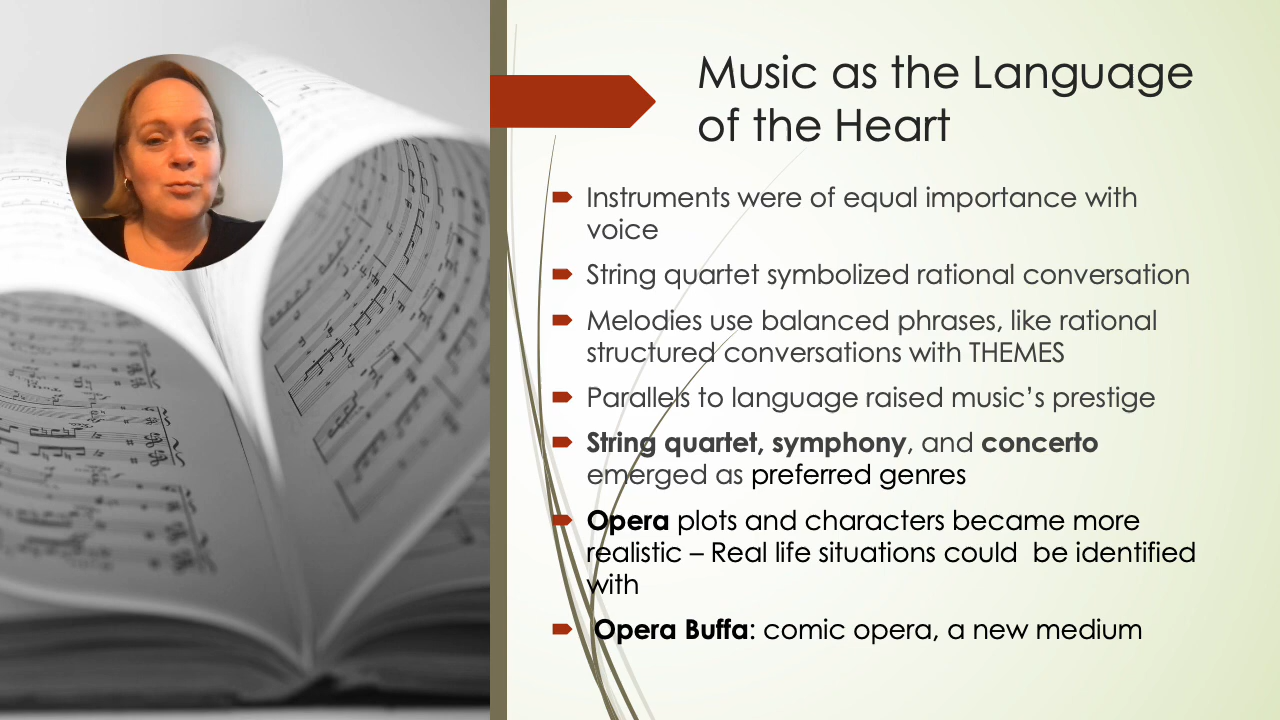 Music as the Language
of the Heart
Instruments were of equal importance with
voice
String quartet symbolized rational conversation
Melodies use balanced phrases, like rational
structured conversations with THEMES
Parallels to language raised music’s prestige
String quartet, symphony, and concerto
emerged as preferred genres
Opera plots and characters became more
realistic – Real life situations could  be identified
with
Opera Buffa: comic opera, a new medium